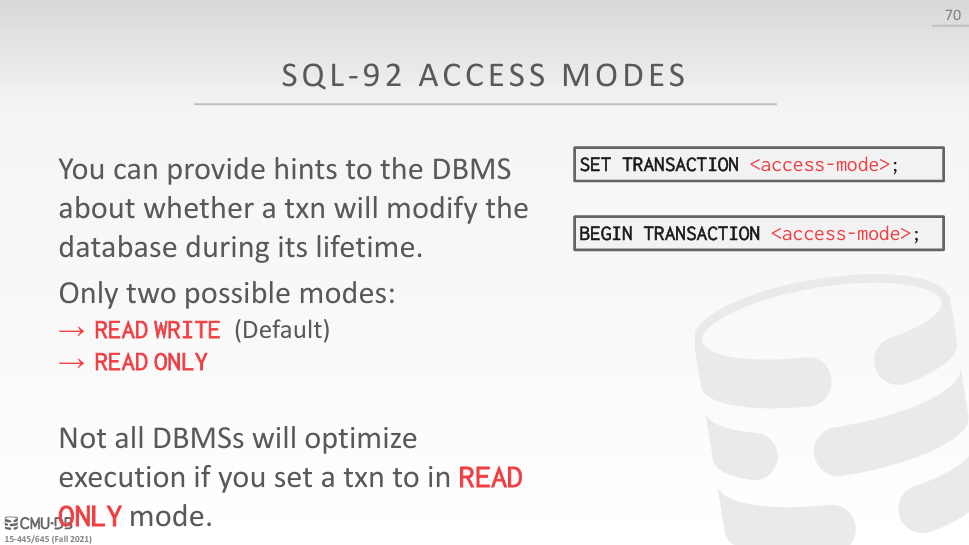 70
SQL-92 ACCESS MODES
You can provide hints to the DBMS
about whether a txn will modify the
database during its lifetime.
Only two possible modes:
→ READ WRITE (Default)
→ READ ONLY
Not all DBMSs will optimize
execution if you set a txn to in READ
ONLY mode.
SET TRANSACTION <access-mode>;
BEGIN TRANSACTION <access-mode>;
CMU·DB
15-445/645 (Fall 2021)